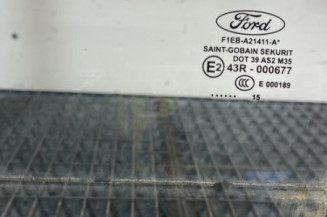 Ford
F1EB-A21411-A*
SAINT-GOBAIN SEKURIT
DOT 39 AS2 M35
E2 43R - 000677
CCC E 000189
...... 15